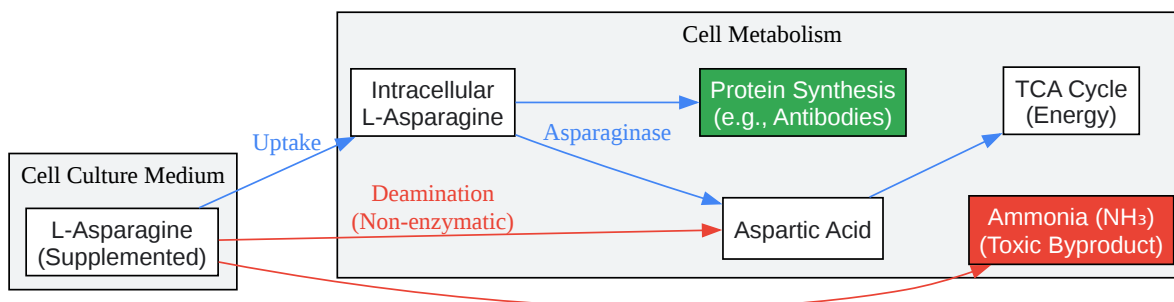 Cell Metabolism
Intracellular
L-Asparagine
Protein Synthesis
(e.g., Antibodies)
TCA Cycle
(Energy)
Uptake
Asparaginase
Cell Culture Medium
L-Asparagine
(Supplemented)
Deamination
(Non-enzymatic)
Aspartic Acid
Ammonia (NH₃)
(Toxic Byproduct)